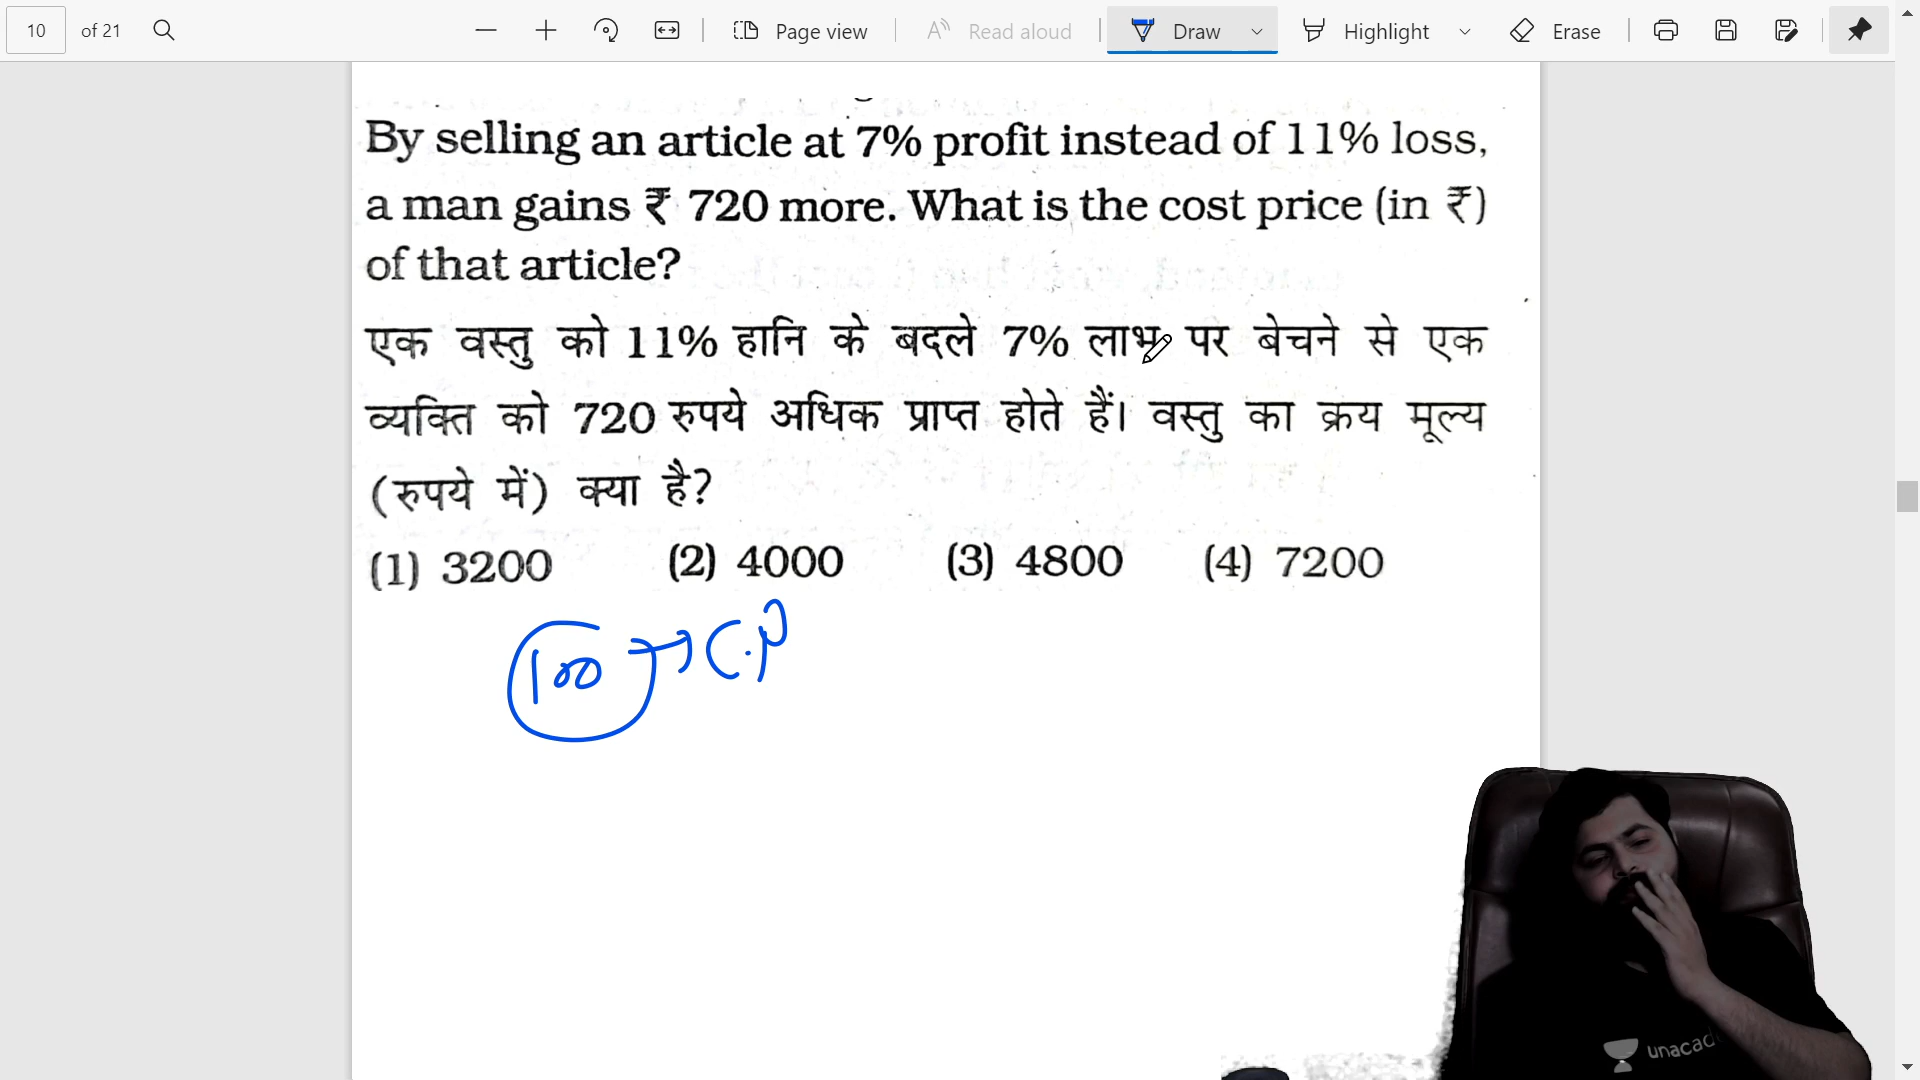 10 of 21 Page view Read aloud Draw Highlight Erase
By selling an article at 7% profit instead of 11% loss,
a man gains ₹ 720 more. What is the cost price (in ₹)
of that article?
एक वस्तु को 11% हानि के बदले 7% लाभ पर बेचने से एक
व्यक्ति को 720 रुपये अधिक प्राप्त होते हैं। वस्तु का क्रय मूल्य
(रुपये में) क्या है?
(1) 3200 (2) 4000 (3) 4800 (4) 7200
100 → C.P